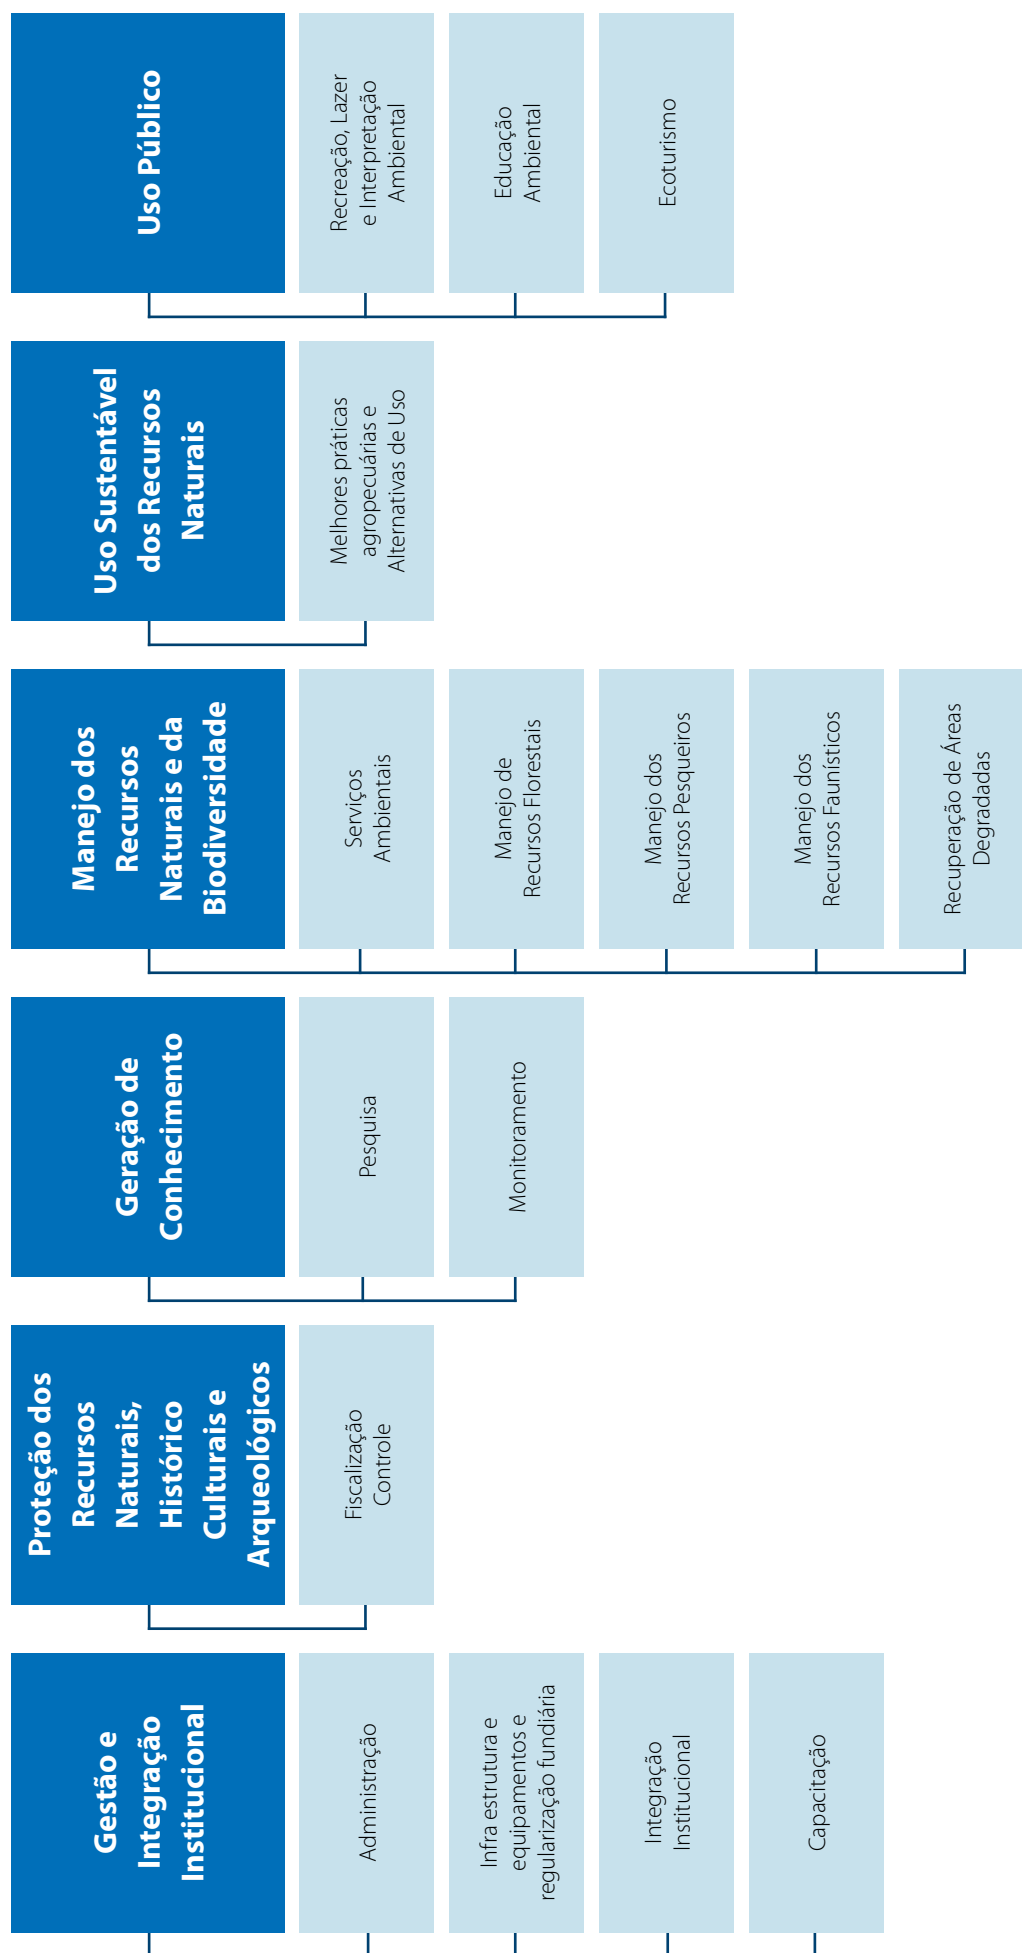 Gestão e
Integração
Institucional
Administração
Infra estrutura e
equipamentos e
regularização fundiária
Integração
Institucional
Capacitação
Proteção dos
Recursos
Naturais,
Histórico
Culturais e
Arqueológicos
Fiscalização
Controle
Geração de
Conhecimento
Pesquisa
Monitoramento
Manejo dos
Recursos
Naturais e da
Biodiversidade
Serviços
Ambientais
Manejo de
Recursos Florestais
Manejo dos
Recursos Pesqueiros
Manejo dos
Recursos Faunísticos
Recuperação de Áreas
Degradadas
Uso Sustentável
dos Recursos
Naturais
Melhores práticas
agropecuárias e
Alternativas de Uso
Uso Público
Recreação, Lazer
e Interpretação
Ambiental
Educação
Ambiental
Ecoturismo